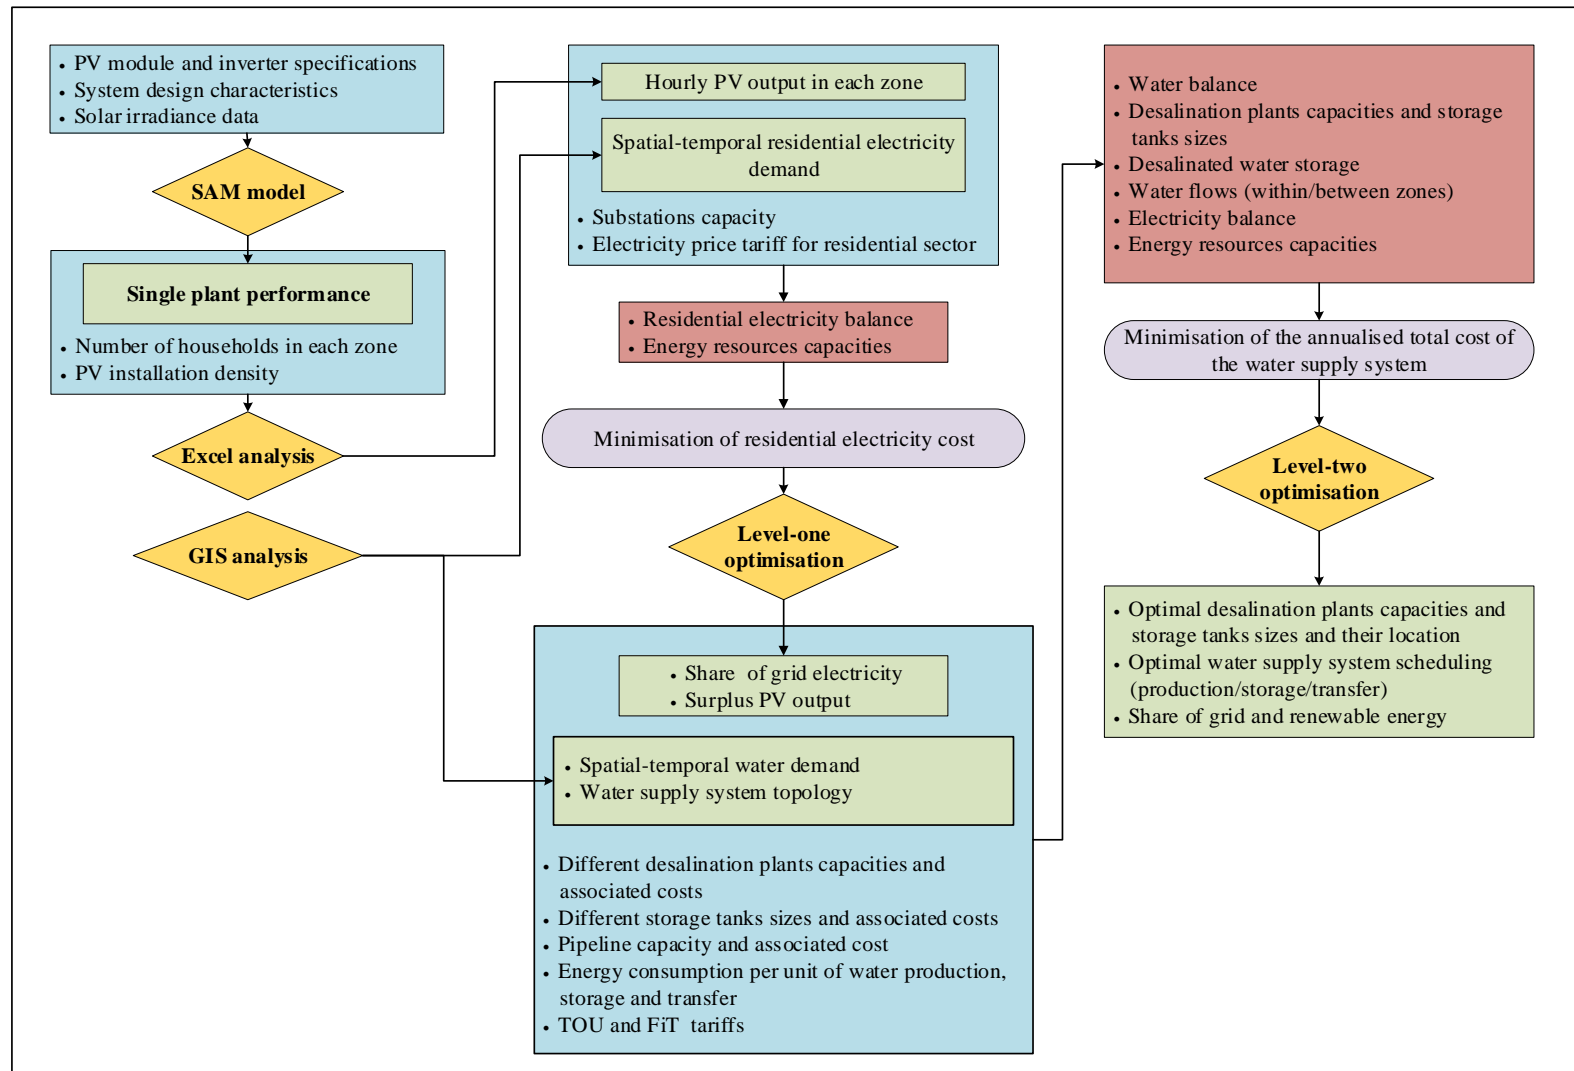 • PV module and inverter specifications
• System design characteristics
• Solar irradiance data
SAM model
Single plant performance
• Number of households in each zone
• PV installation density
Excel analysis
GIS analysis
Hourly PV output in each zone
Spatial-temporal residential electricity
demand
• Substations capacity
• Electricity price tariff for residential sector
• Residential electricity balance
• Energy resources capacities
Minimisation of residential electricity cost
Level-one
optimisation
• Share of grid electricity
• Surplus PV output
• Spatial-temporal water demand
• Water supply system topology
• Different desalination plants capacities and
associated costs
• Different storage tanks sizes and associated costs
• Pipeline capacity and associated cost
• Energy consumption per unit of water production,
storage and transfer
• TOU and FiT tariffs
• Water balance
• Desalination plants capacities and storage
tanks sizes
• Desalinated water storage
• Water flows (within/between zones)
• Electricity balance
• Energy resources capacities
Minimisation of the annualised total cost of
the water supply system
Level-two
optimisation
• Optimal desalination plants capacities and
storage tanks sizes and their location
• Optimal water supply system scheduling
(production/storage/transfer)
• Share of grid and renewable energy